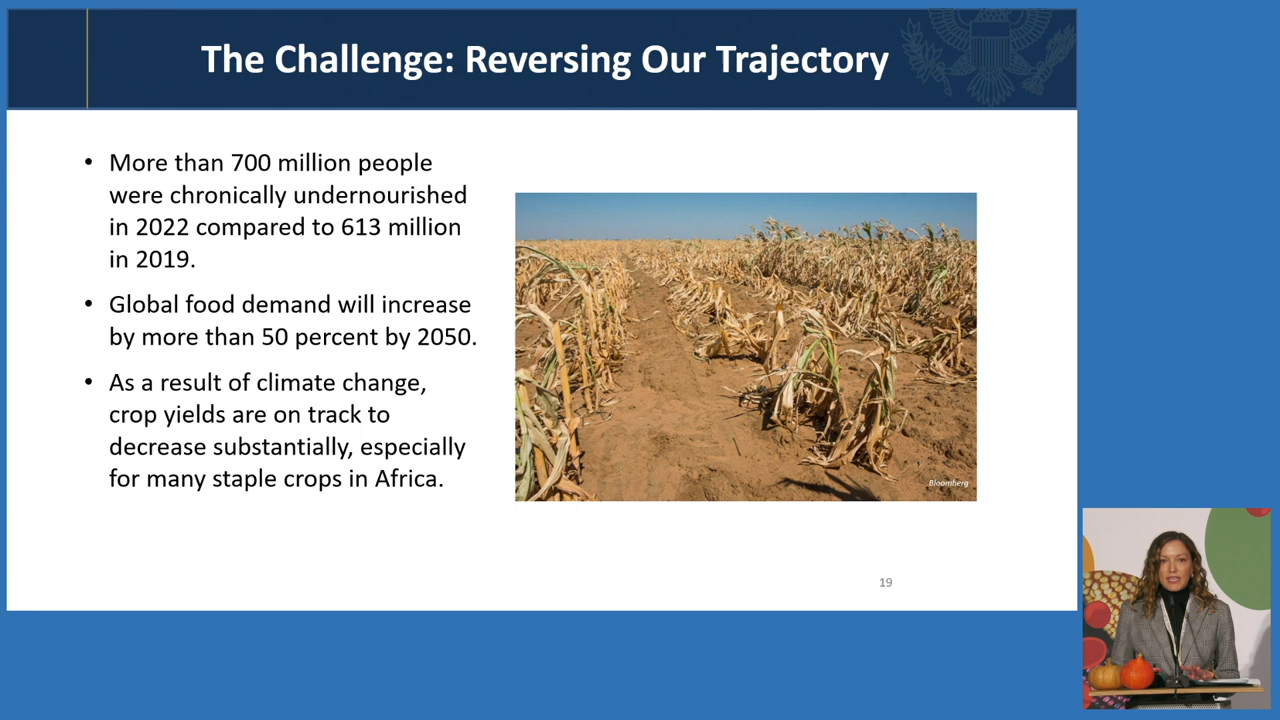 The Challenge: Reversing Our Trajectory
• More than 700 million people
were chronically undernourished
in 2022 compared to 613 million
in 2019.
• Global food demand will increase
by more than 50 percent by 2050.
• As a result of climate change,
crop yields are on track to
decrease substantially, especially
for many staple crops in Africa.
Bloomberg
19